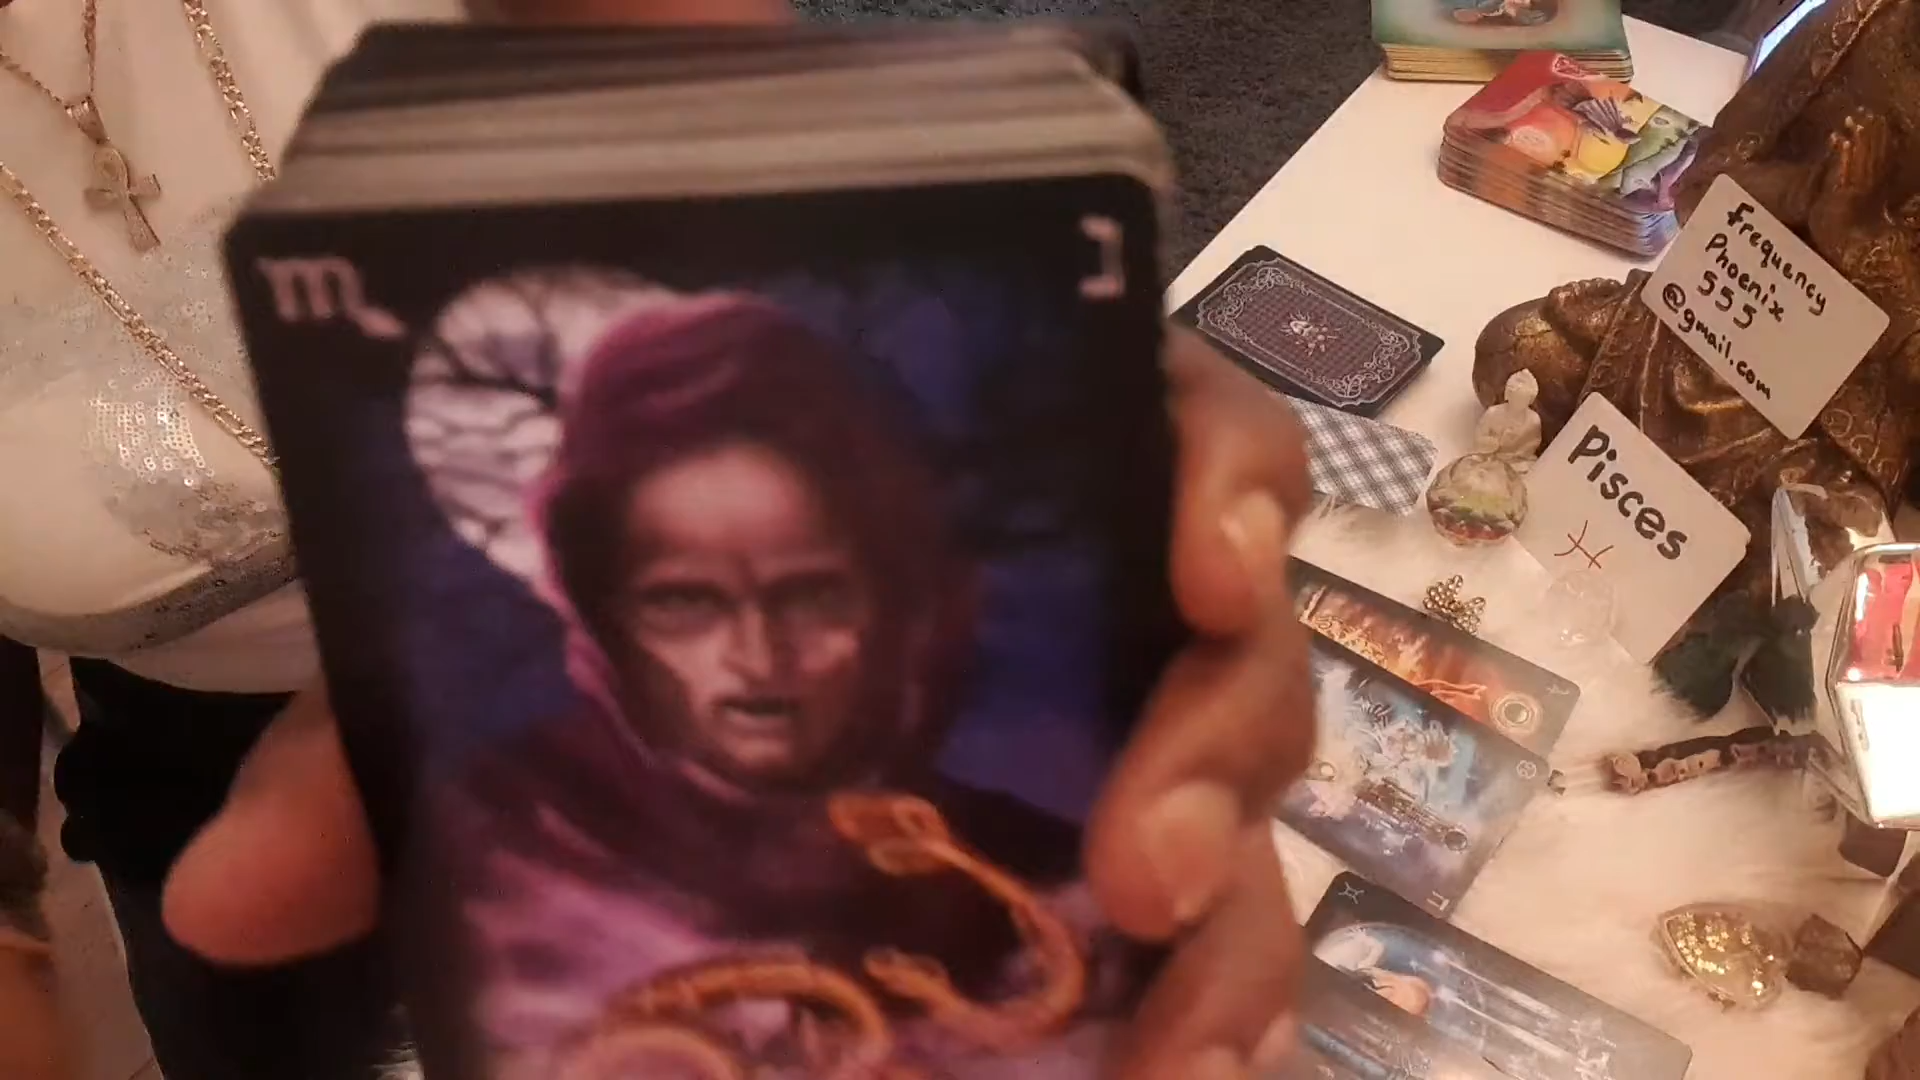 ♏ נ
Frequency
Phoenix
555
@gmail.com
Pisces
♓